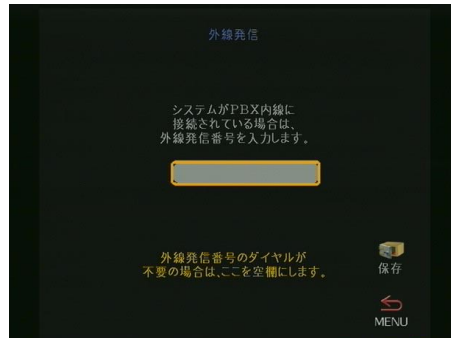 外線発信
システムがPBX内線に
接続されている場合は、
外線発信番号を入力します。
外線発信番号のダイヤルが
不要の場合は、ここを空欄にします。
保存
MENU